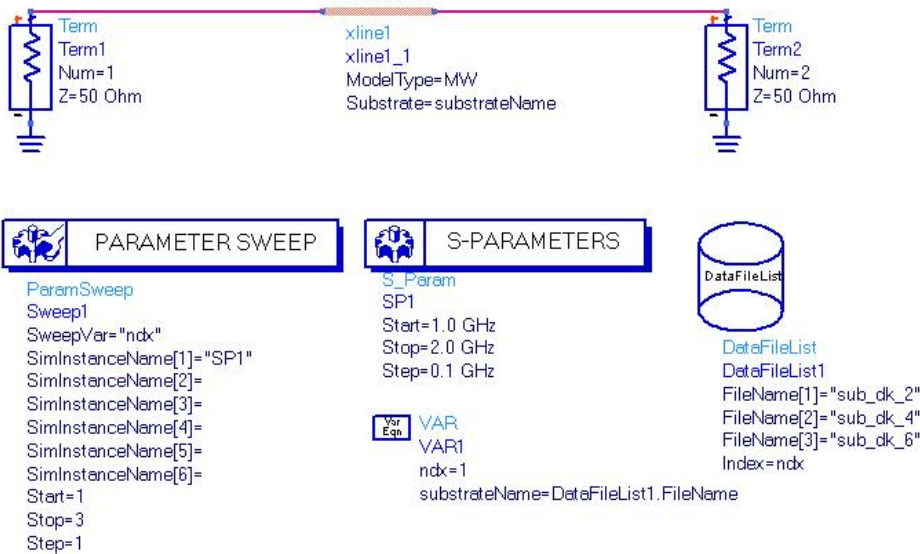 Term
Term1
Num=1
Z=50 Ohm
xline1
xline1_1
ModelType=MW
Substrate=substrateName
Term
Term2
Num=2
Z=50 Ohm
PARAMETER SWEEP
ParamSweep
Sweep1
SweepVar="ndx"
SimInstanceName[1]="SP1"
SimInstanceName[2]=
SimInstanceName[3]=
SimInstanceName[4]=
SimInstanceName[5]=
SimInstanceName[6]=
Start=1
Stop=3
Step=1
S-PARAMETERS
S_Param
SP1
Start=1.0 GHz
Stop=2.0 GHz
Step=0.1 GHz
Var
Eqn
VAR
VAR1
ndx=1
substrateName=DataFileList1.FileName
DataFileList
DataFileList
DataFileList1
FileName[1]="sub_dk_2"
FileName[2]="sub_dk_4"
FileName[3]="sub_dk_6"
Index=ndx